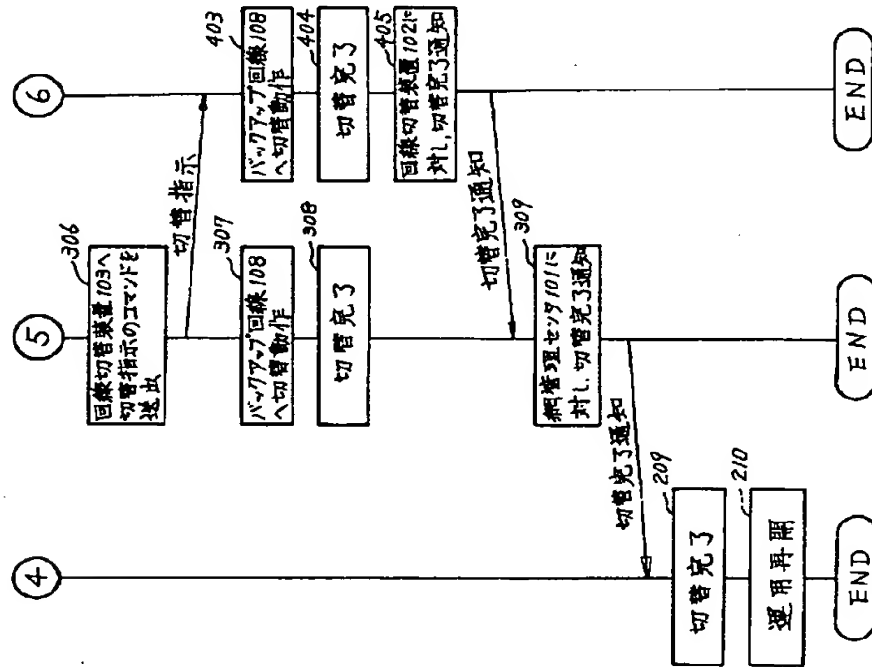 ④
⑤
⑥
306
回線切替装置103へ
切替指示のコマンドを
送出
切替指示
307
バックアップ回線108
へ切替動作
308
切替完了
403
バックアップ回線108
へ切替動作
404
切替完了
405
回線切替装置102に
対し,切替完了通知
切替完了通知
309
網管理センタ101に
対し,切替完了通知
切替完了通知
209
切替完了
210
運用再開
END
END
END